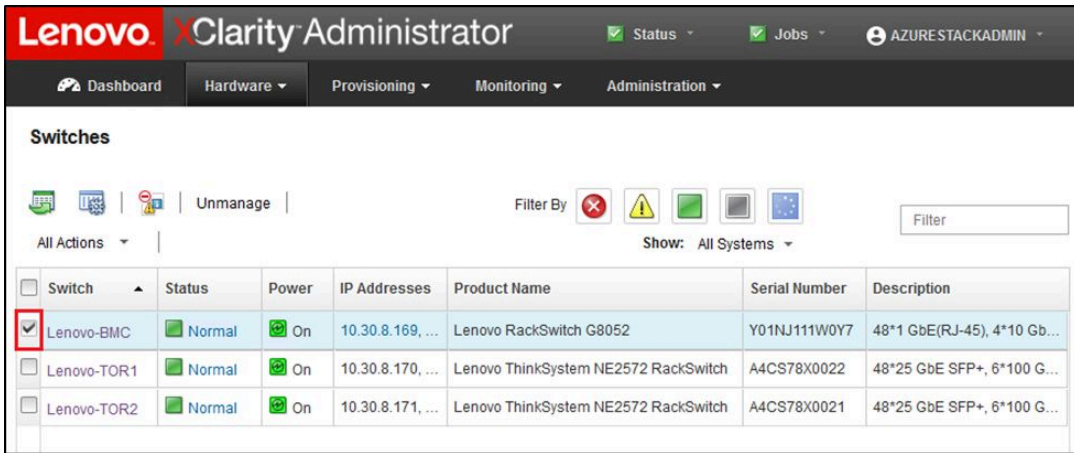 Lenovo. XClarity Administrator Status Jobs AZURESTACKADMIN
Dashboard Hardware Provisioning Monitoring Administration
Switches
Unmanage Filter By Filter
All Actions Show: All Systems
Switch Status Power IP Addresses Product Name Serial Number Description
Lenovo-BMC Normal On 10.30.8.169, ... Lenovo RackSwitch G8052 Y01NJ111W0Y7 48*1 GbE(RJ-45), 4*10 Gb...
Lenovo-TOR1 Normal On 10.30.8.170, ... Lenovo ThinkSystem NE2572 RackSwitch A4CS78X0022 48*25 GbE SFP+, 6*100 G...
Lenovo-TOR2 Normal On 10.30.8.171, ... Lenovo ThinkSystem NE2572 RackSwitch A4CS78X0021 48*25 GbE SFP+, 6*100 G...